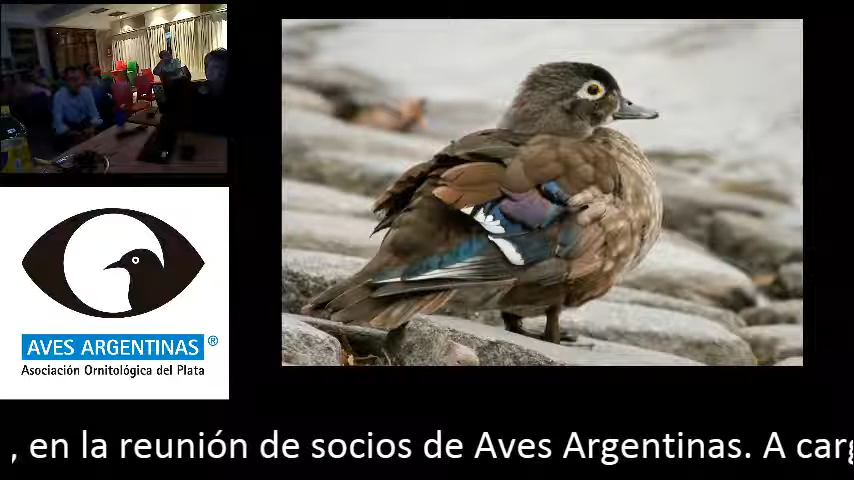 AVES ARGENTINAS®
Asociación Ornitológica del Plata
, en la reunión de socios de Aves Argentinas. A carg